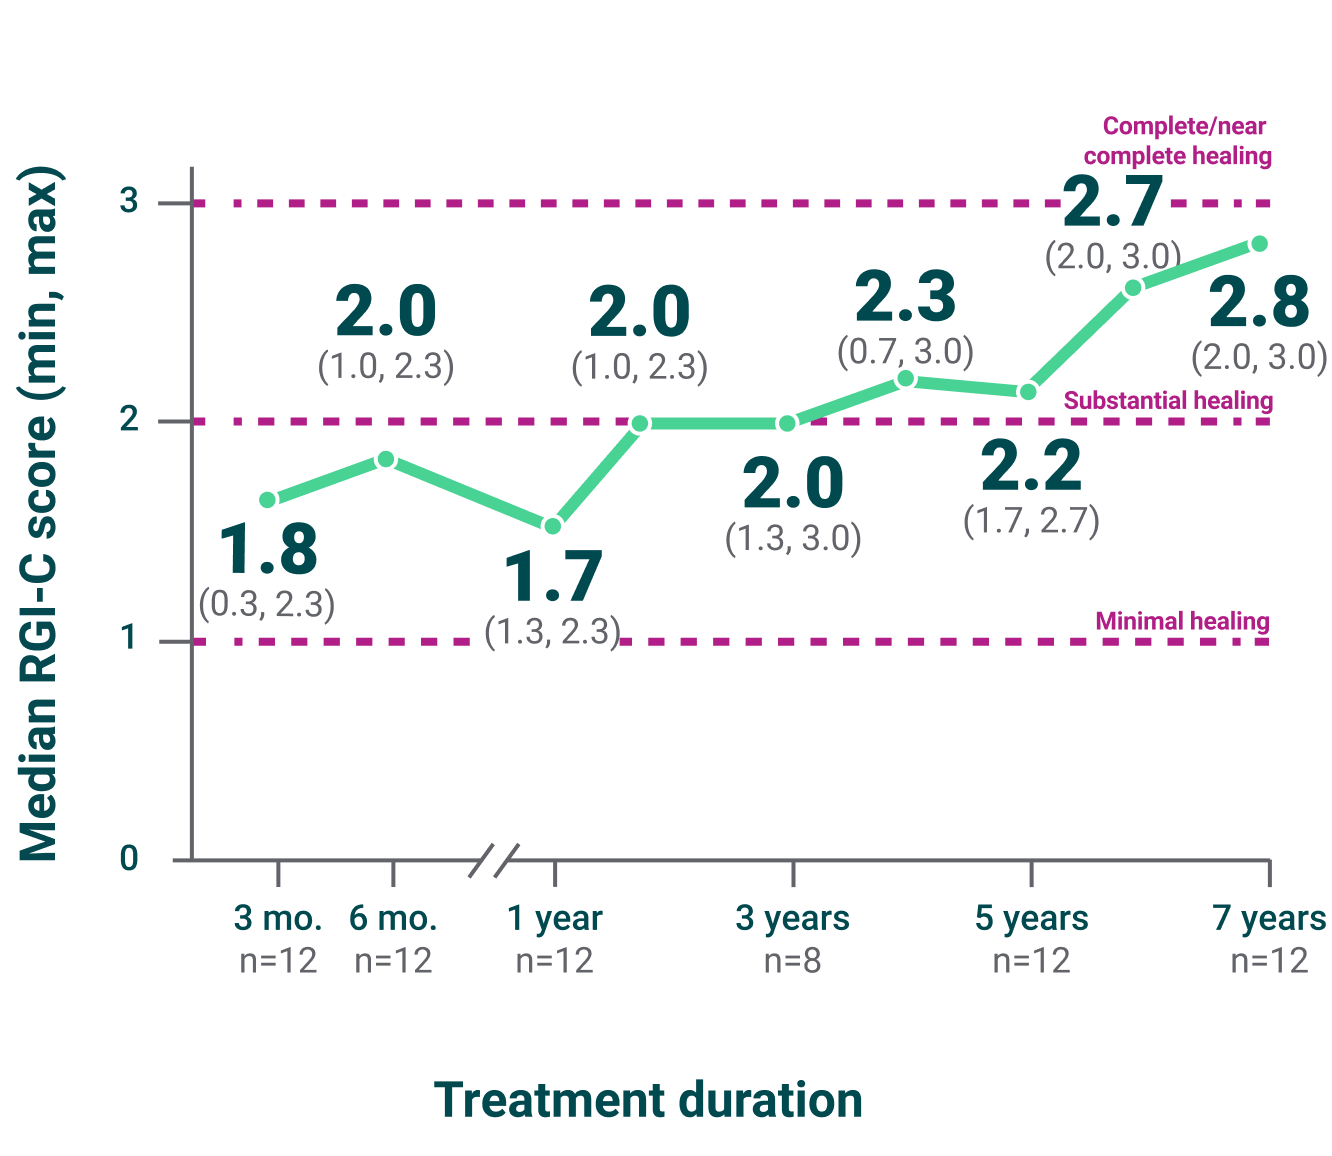 Complete/near
complete healing
Median RGI-C score (min, max)
3
2.7
(2.0, 3.0)
2.0
(1.0, 2.3)
2.0
(1.0, 2.3)
2.3
(0.7, 3.0)
2.8
(2.0, 3.0)
Substantial healing
2
2.0
(1.3, 3.0)
2.2
(1.7, 2.7)
1.8
(0.3, 2.3)
1.7
(1.3, 2.3)
Minimal healing
1
0
3 mo. 6 mo. 1 year 3 years 5 years 7 years
n=12 n=12 n=12 n=8 n=12 n=12
Treatment duration